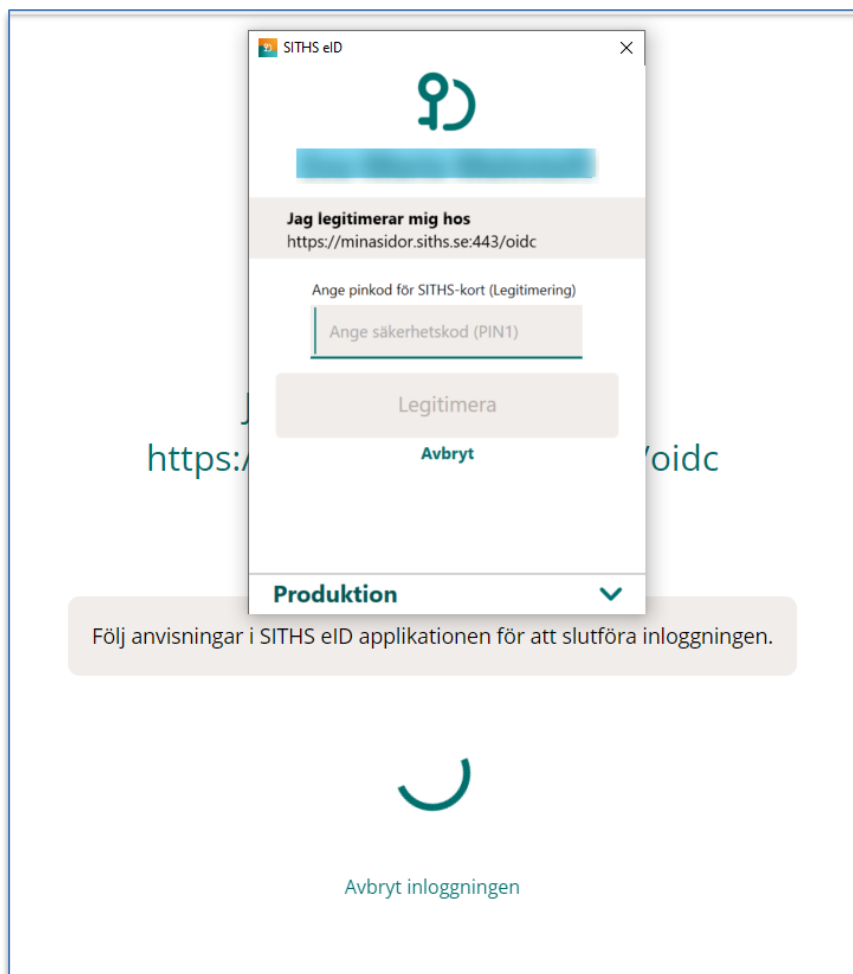 SITHS eID
Jag legitimerar mig hos
https://minasidor.siths.se:443/oidc
Ange pinkod för SITHS-kort (Legitimering)
Ange säkerhetskod (PIN1)
Legitimera
Avbryt
https:/ /oidc
Produktion
Följ anvisningar i SITHS eID applikationen för att slutföra inloggningen.
Avbryt inloggningen